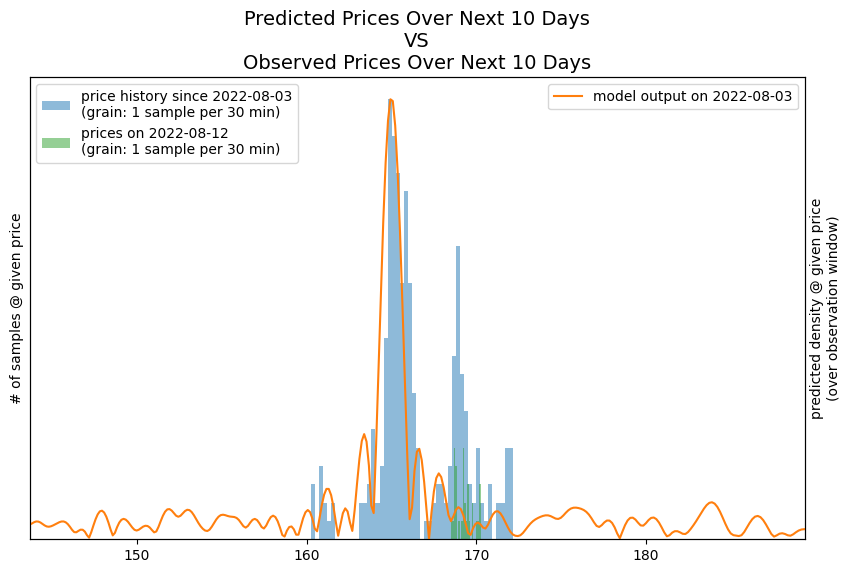 Predicted Prices Over Next 10 Days
VS
Observed Prices Over Next 10 Days
price history since 2022-08-03
(grain: 1 sample per 30 min)
prices on 2022-08-12
(grain: 1 sample per 30 min)
model output on 2022-08-03
# of samples @ given price
predicted density @ given price
(over observation window)
150
160
170
180